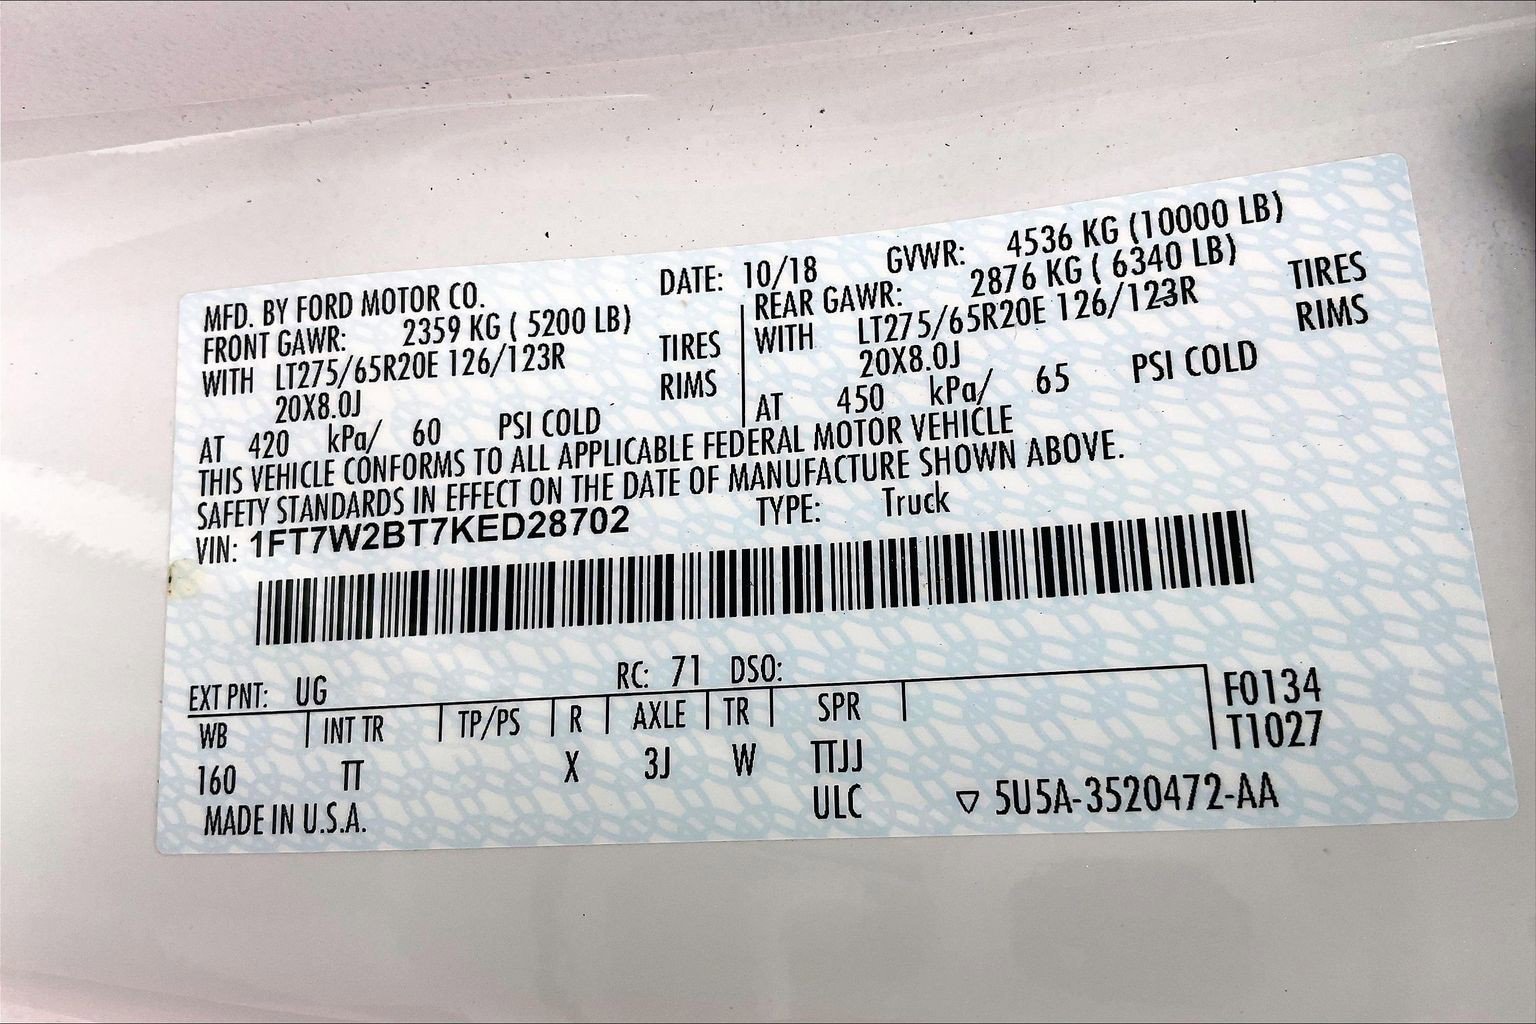 MFD. BY FORD MOTOR CO. DATE: 10/18 GVWR: 4536 KG (10000 LB)
FRONT GAWR: 2359 KG ( 5200 LB)
WITH LT275/65R20E 126/123R TIRES
20X8.0J RIMS
AT 420 kPa/ 60 PSI COLD
REAR GAWR: 2876 KG ( 6340 LB)
WITH LT275/65R20E 126/123R TIRES
20X8.0J RIMS
AT 450 kPa/ 65 PSI COLD
THIS VEHICLE CONFORMS TO ALL APPLICABLE FEDERAL MOTOR VEHICLE
SAFETY STANDARDS IN EFFECT ON THE DATE OF MANUFACTURE SHOWN ABOVE.
VIN: 1FT7W2BT7KED28702 TYPE: Truck
EXT PNT: UG RC: 71 DSO:
WB INT TR TP/PS R AXLE TR SPR
160 TT X 3J W TTJJ
ULC
F0134
T1027
MADE IN U.S.A.
▽ 5U5A-3520472-AA